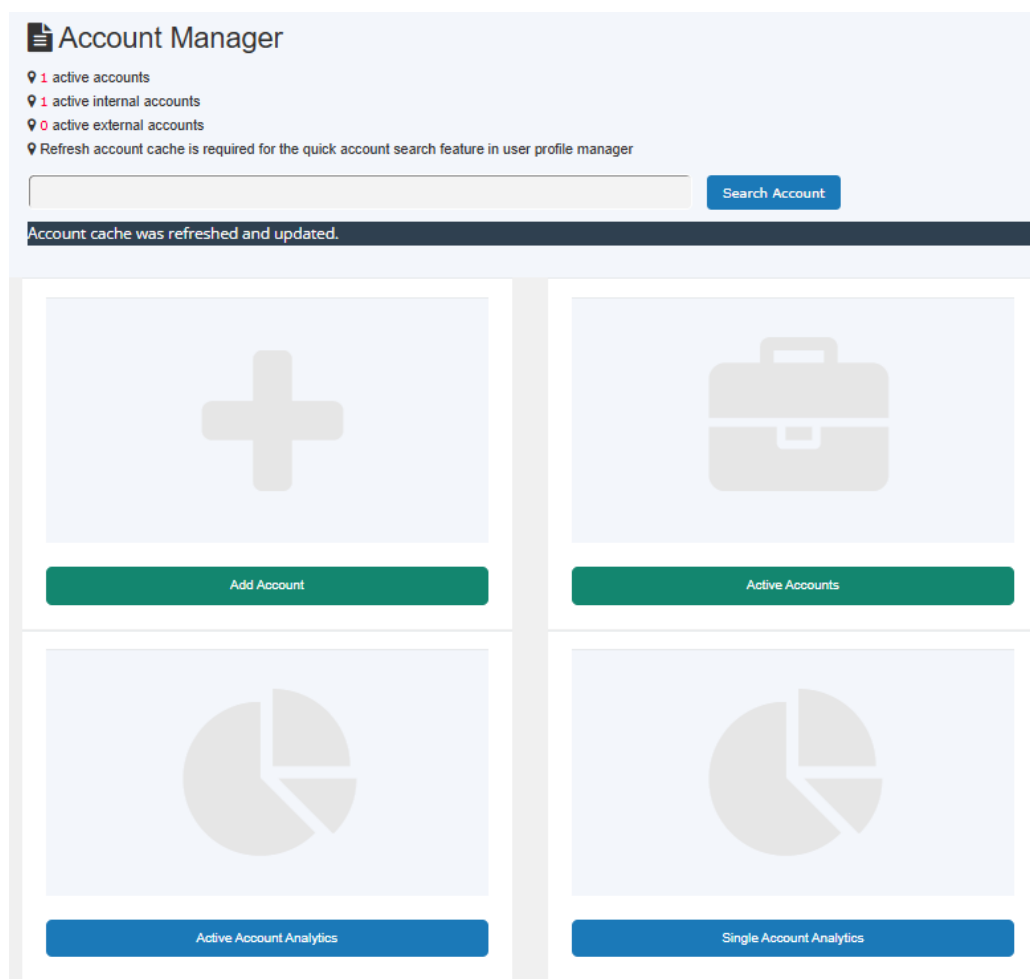 Account Manager
1 active accounts
1 active internal accounts
0 active external accounts
Refresh account cache is required for the quick account search feature in user profile manager
Search Account
Account cache was refreshed and updated.
Add Account
Active Accounts
Active Account Analytics
Single Account Analytics